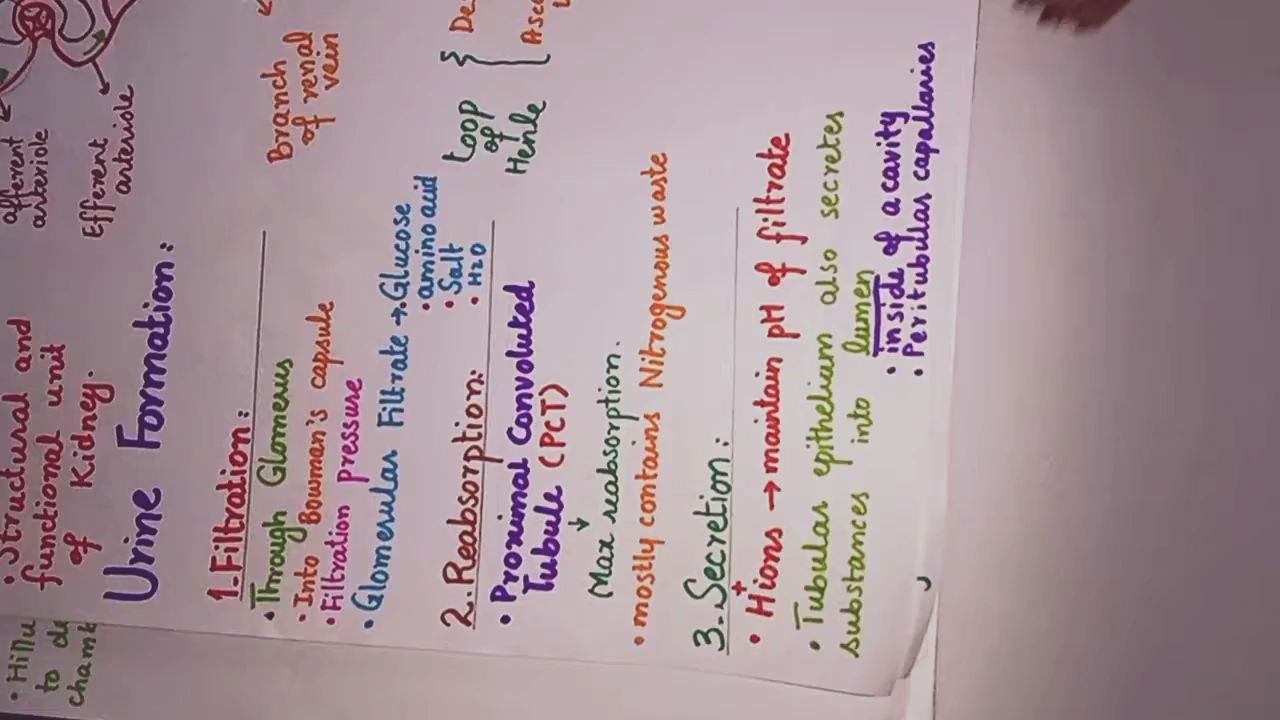 • Structural and
functional unit
of Kidney.
afferent
arteriole
Efferent
arteriole
to
Urine Formation:
Branch
of renal
vein
1. Filtration:
• Through Glomerus
• Into Bowman's capsule
• Filtration pressure
• Glomerular Filtrate → • Glucose
• amino acid
• Salt
• H2O
2. Reabsorption:
• Proximal Convoluted
Tubule (PCT)
(Max reabsorption.
• mostly contains Nitrogenous waste
Loop
of
Henle
3. Secretion:
• H+ions → maintain pH of filtrate
• Tubular epithelium also secretes
substances into lumen
• inside of a cavity
• Peritubular capallaries